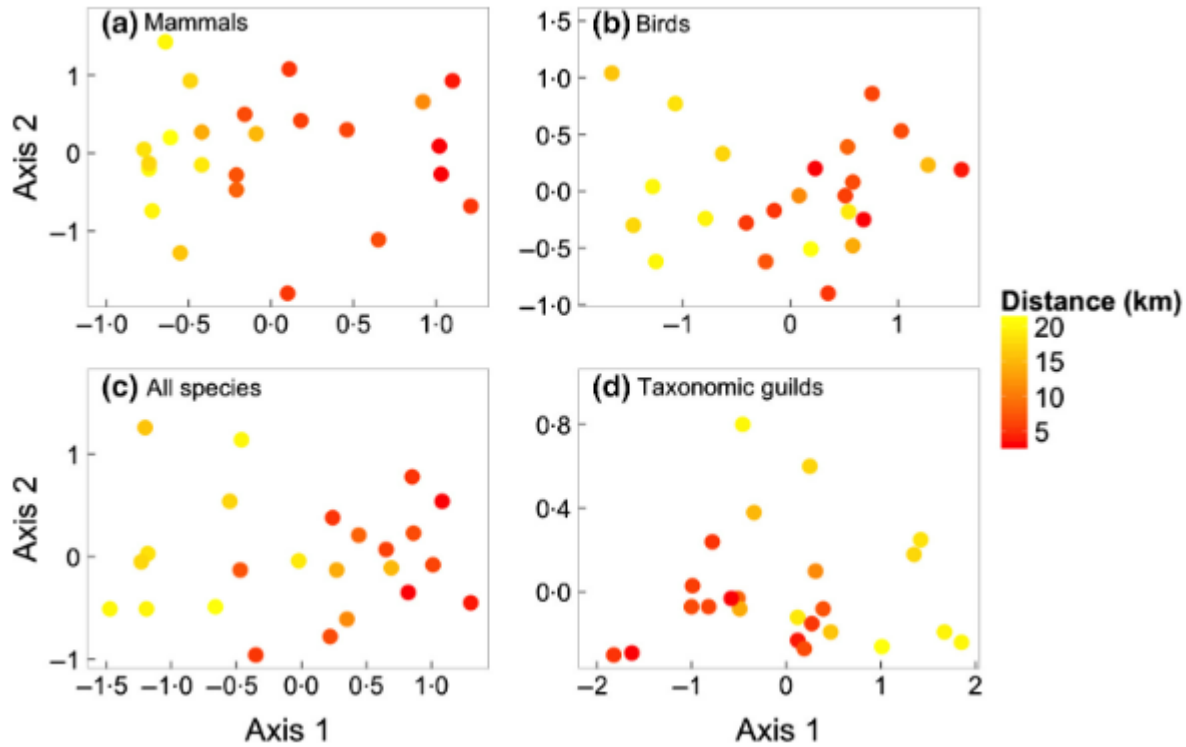 (a) Mammals
(b) Birds
Axis 2
1
0
–1
–1·0 –0·5 0·0 0·5 1·0
1·5
1·0
0·5
0·0
–0·5
–1·0
–1 0 1
Distance (km)
20
15
10
5
(c) All species
(d) Taxonomic guilds
Axis 2
1
0
–1
–1·5 –1·0 –0·5 0·0 0·5 1·0
0·8
0·4
0·0
–2 –1 0 1 2
Axis 1
Axis 1